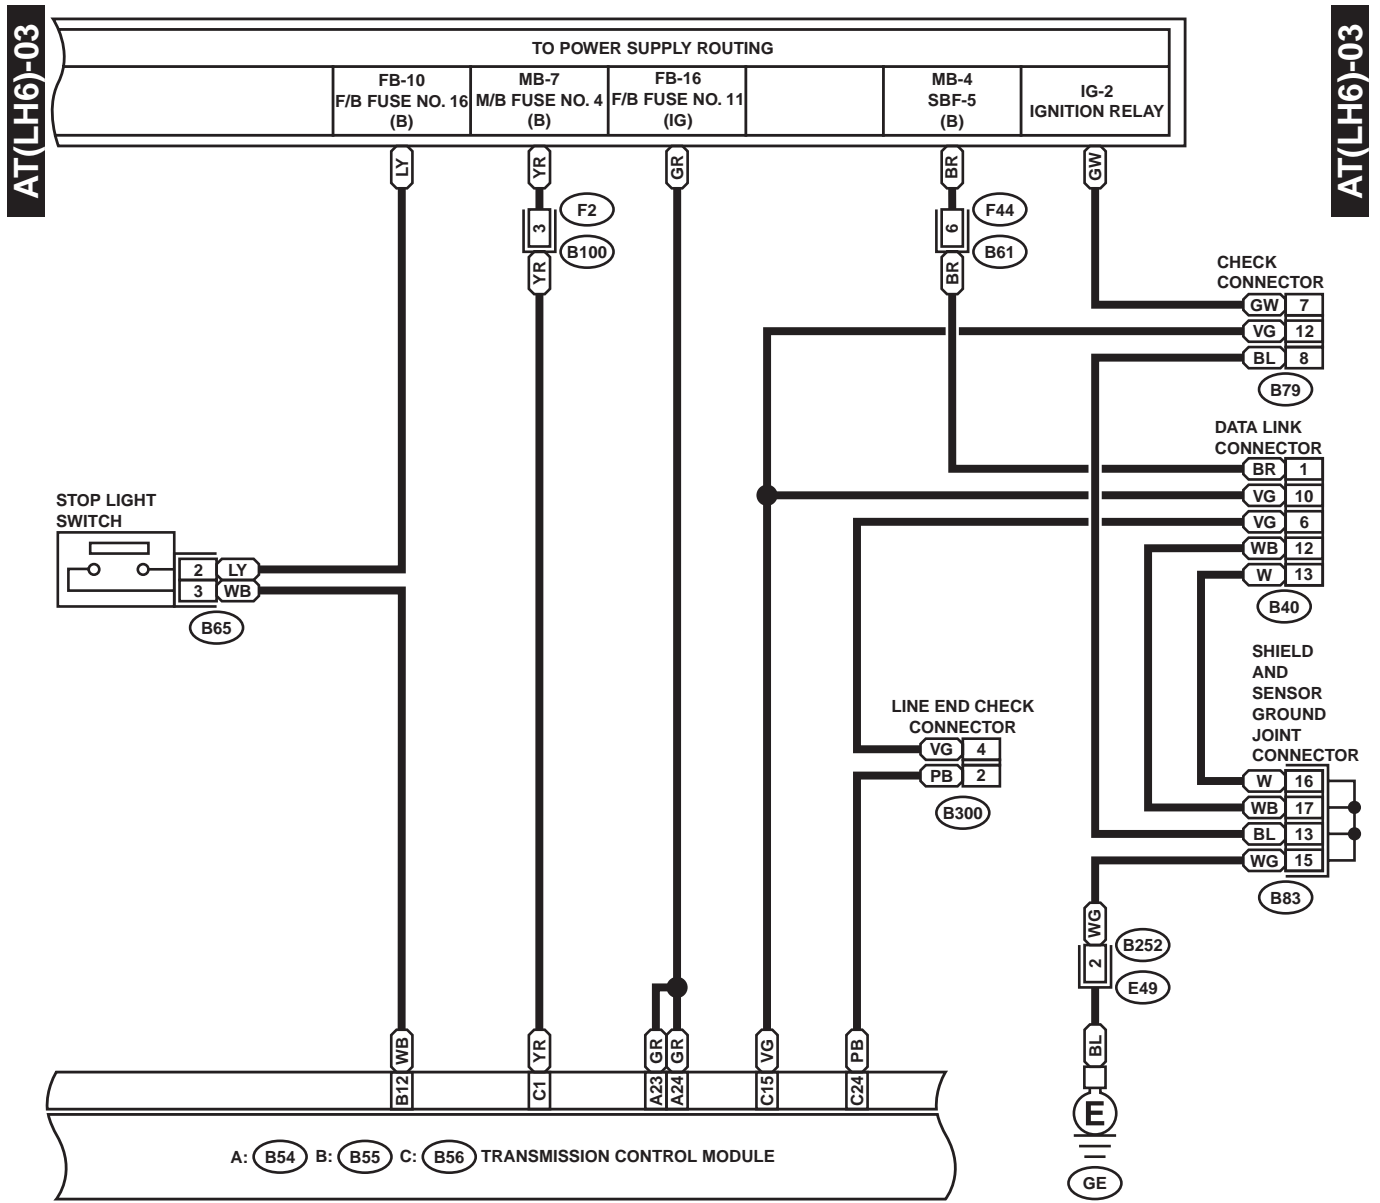 AT(LH6)-03
AT(LH6)-03
TO POWER SUPPLY ROUTING
FB-10
F/B FUSE NO. 16
(B)
MB-7
M/B FUSE NO. 4
(B)
FB-16
F/B FUSE NO. 11
(IG)
MB-4
SBF-5
(B)
IG-2
IGNITION RELAY
LY
YR
GR
BR
GW
3
F2
B100
YR
6
F44
B61
BR
CHECK
CONNECTOR
GW 7
VG 12
BL 8
B79
DATA LINK
CONNECTOR
BR 1
VG 10
VG 6
WB 12
W 13
B40
STOP LIGHT
SWITCH
2 LY
3 WB
B65
SHIELD
AND
SENSOR
GROUND
JOINT
CONNECTOR
W 16
WB 17
BL 13
WG 15
B83
LINE END CHECK
CONNECTOR
VG 4
PB 2
B300
WG
2
B252
E49
BL
E
GE
WB
YR
GR
GR
VG
PB
B12
C1
A23
A24
C15
C24
A: B54 B: B55 C: B56 TRANSMISSION CONTROL MODULE